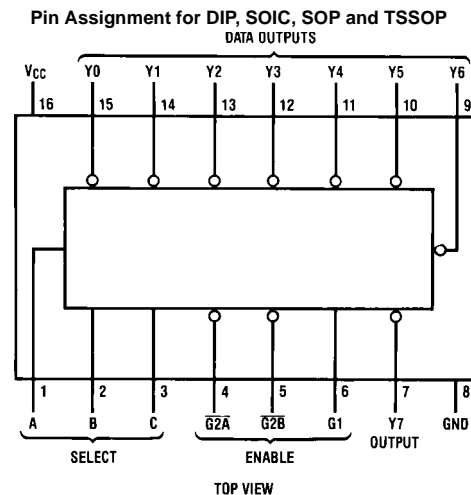 Pin Assignment for DIP, SOIC, SOP and TSSOP
DATA OUTPUTS
VCC Y0 Y1 Y2 Y3 Y4 Y5 Y6
16 15 14 13 12 11 10 9
1 2 3 4 5 6 7 8
A B C G2A G2B G1 Y7 GND
OUTPUT
SELECT ENABLE
TOP VIEW